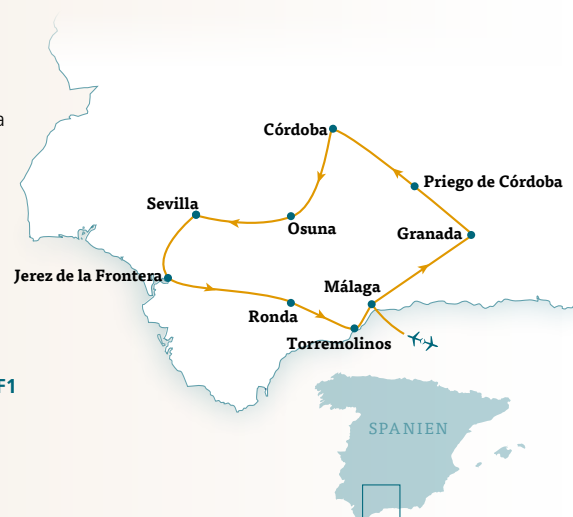 a
Córdoba
Priego de Córdoba
Sevilla
Osuna
Granada
Jerez de la Frontera
Málaga
Ronda
Torremolinos
F1
SPANIEN